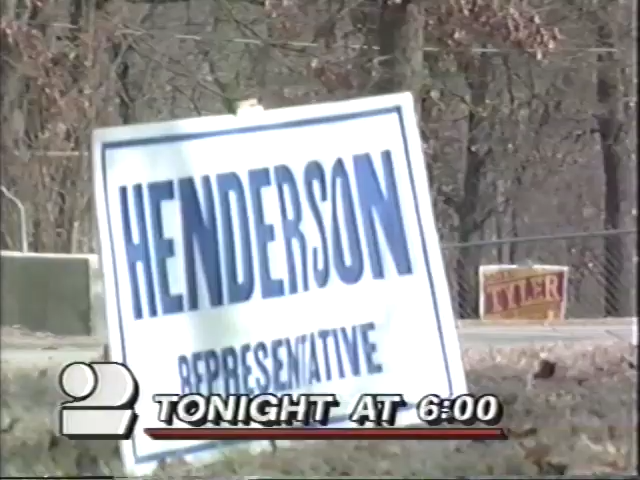 HENDERSON
REPRESENTATIVE
TYLER
2 TONIGHT AT 6:00